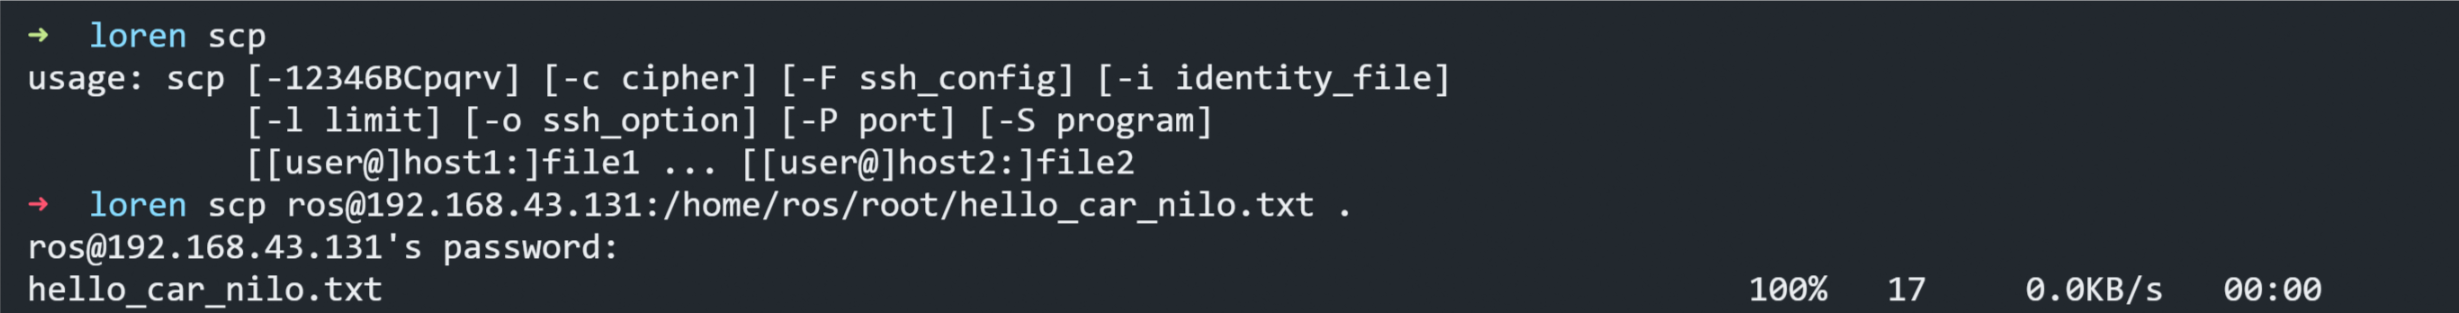 ➜  loren scp
usage: scp [-12346BCpqrv] [-c cipher] [-F ssh_config] [-i identity_file]
           [-l limit] [-o ssh_option] [-P port] [-S program]
           [[user@]host1:]file1 ... [[user@]host2:]file2
➜  loren scp ros@192.168.43.131:/home/ros/root/hello_car_nilo.txt .
ros@192.168.43.131's password:
hello_car_nilo.txt                                                                     100%   17     0.0KB/s   00:00